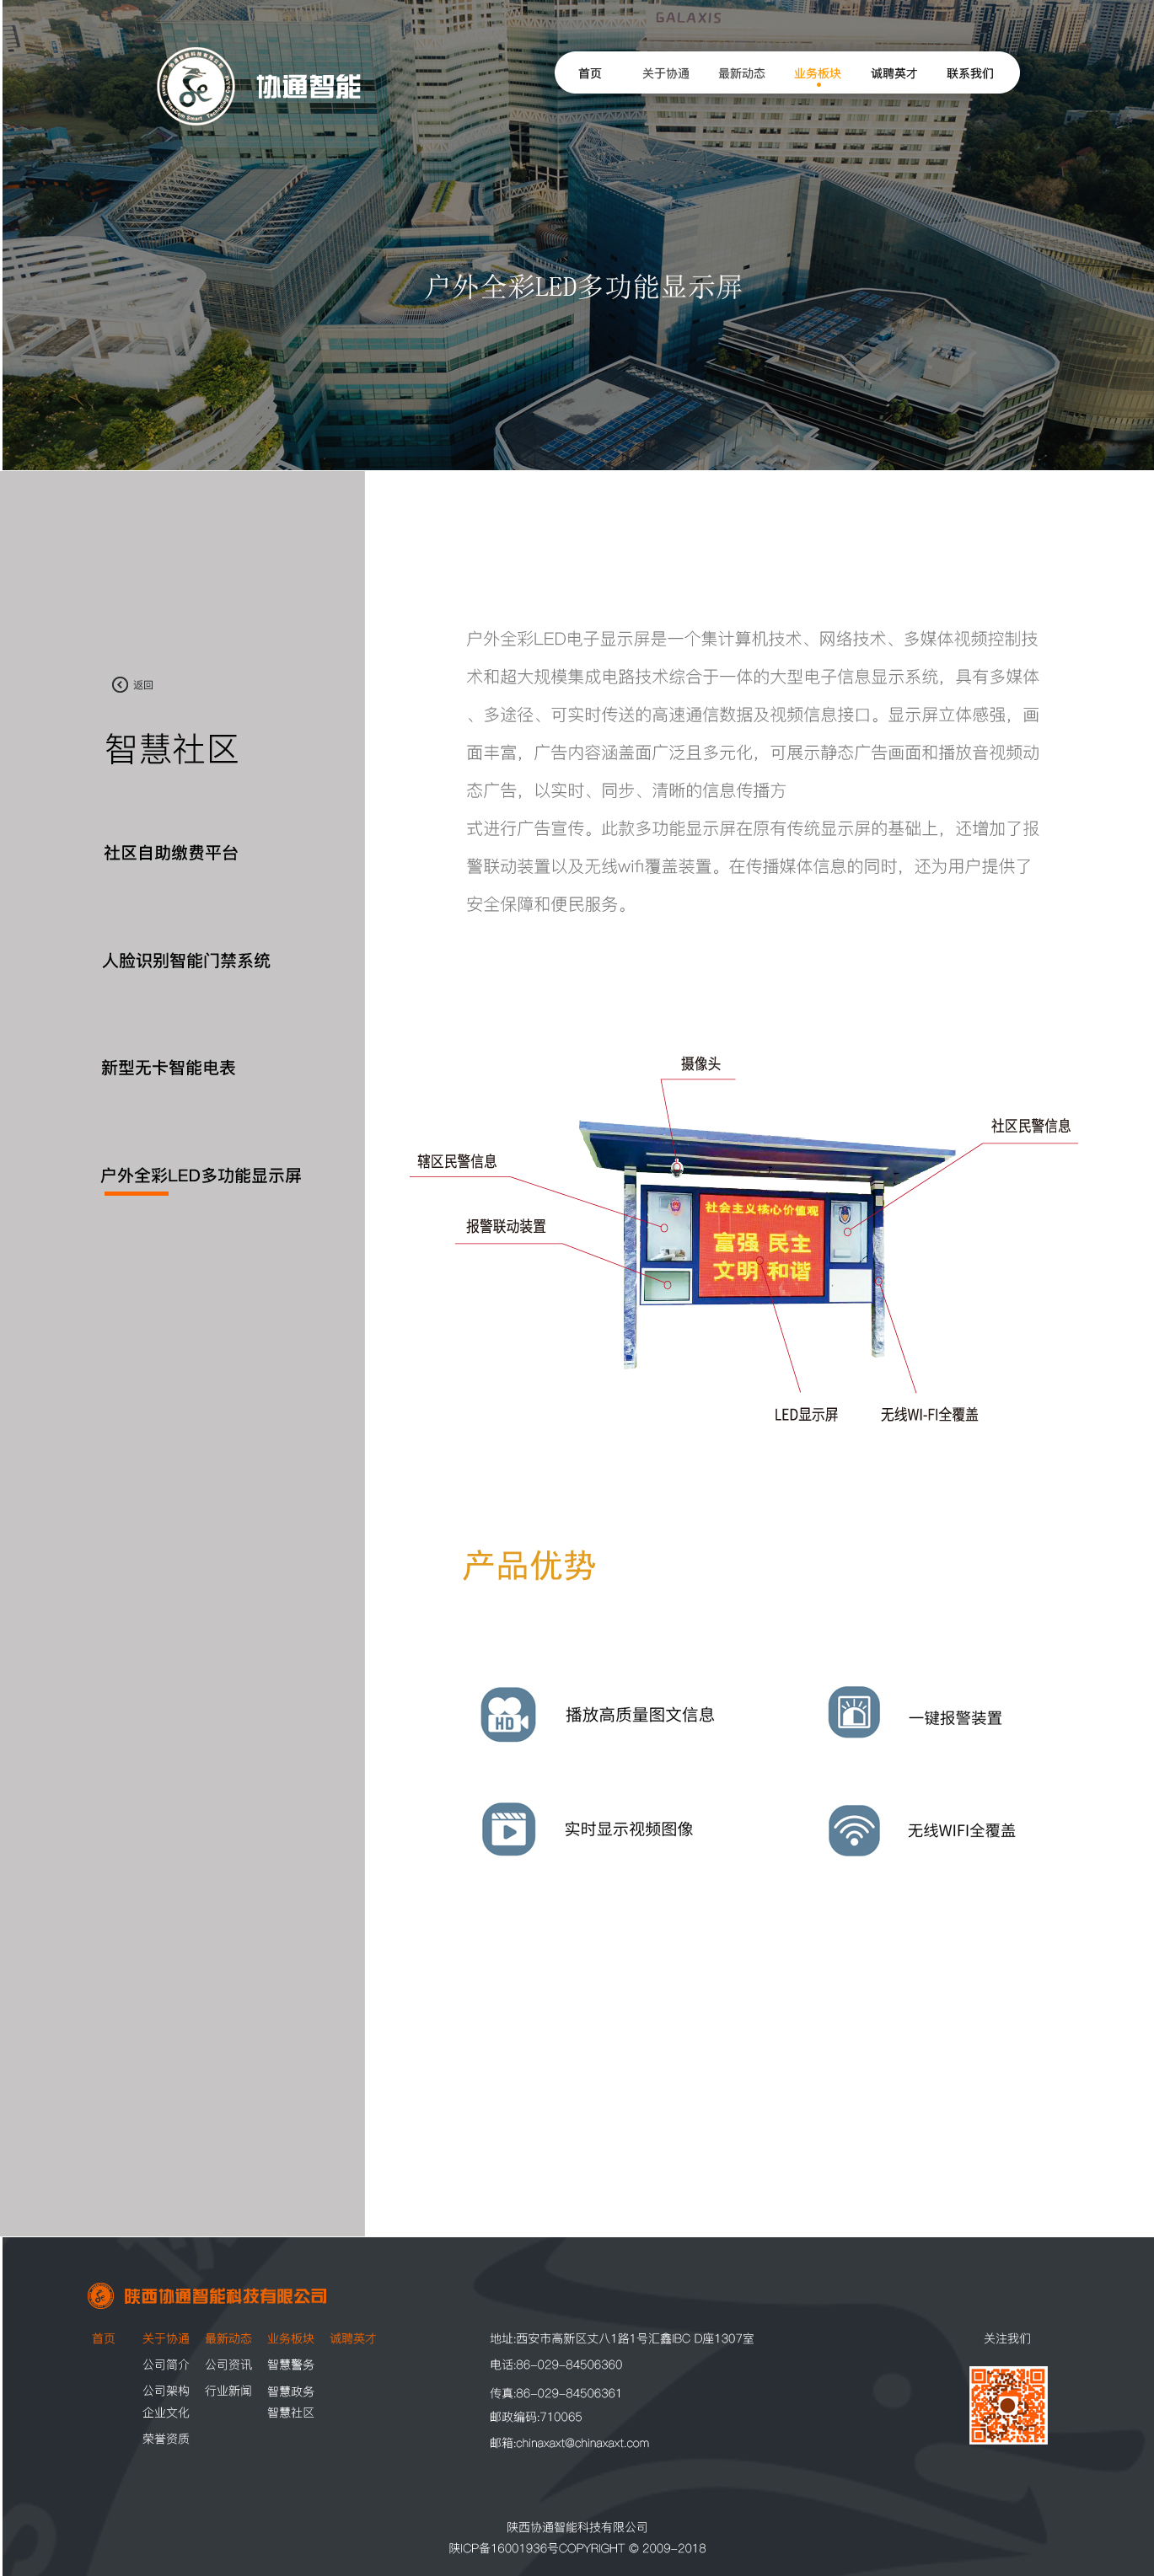 GALAXIS
协通智能
首页 关于协通 最新动态 业务板块 诚聘英才 联系我们
户外全彩LED多功能显示屏
返回
智慧社区
社区自助缴费平台
人脸识别智能门禁系统
新型无卡智能电表
户外全彩LED多功能显示屏
户外全彩LED电子显示屏是一个集计算机技术、网络技术、多媒体视频控制技
术和超大规模集成电路技术综合于一体的大型电子信息显示系统，具有多媒体
、多途径、可实时传送的高速通信数据及视频信息接口。显示屏立体感强，画
面丰富，广告内容涵盖面广泛且多元化，可展示静态广告画面和播放音视频动
态广告，以实时、同步、清晰的信息传播方
式进行广告宣传。此款多功能显示屏在原有传统显示屏的基础上，还增加了报
警联动装置以及无线wifi覆盖装置。在传播媒体信息的同时，还为用户提供了
安全保障和便民服务。
摄像头
社区民警信息
辖区民警信息
报警联动装置
社会主义核心价值观
富强 民主
文明 和谐
LED显示屏
无线WI-FI全覆盖
产品优势
HD
播放高质量图文信息
一键报警装置
实时显示视频图像
无线WIFI全覆盖
陕西协通智能科技有限公司
首页 关于协通 最新动态 业务板块 诚聘英才
公司简介 公司资讯 智慧警务
公司架构 行业新闻 智慧政务
企业文化 智慧社区
荣誉资质
地址:西安市高新区丈八1路1号汇鑫IBC D座1307室
电话:86-029-84506360
传真:86-029-84506361
邮政编码:710065
邮箱:chinaxaxt@chinaxaxt.com
关注我们
陕西协通智能科技有限公司
陕ICP备16001936号COPYRIGHT © 2009-2018